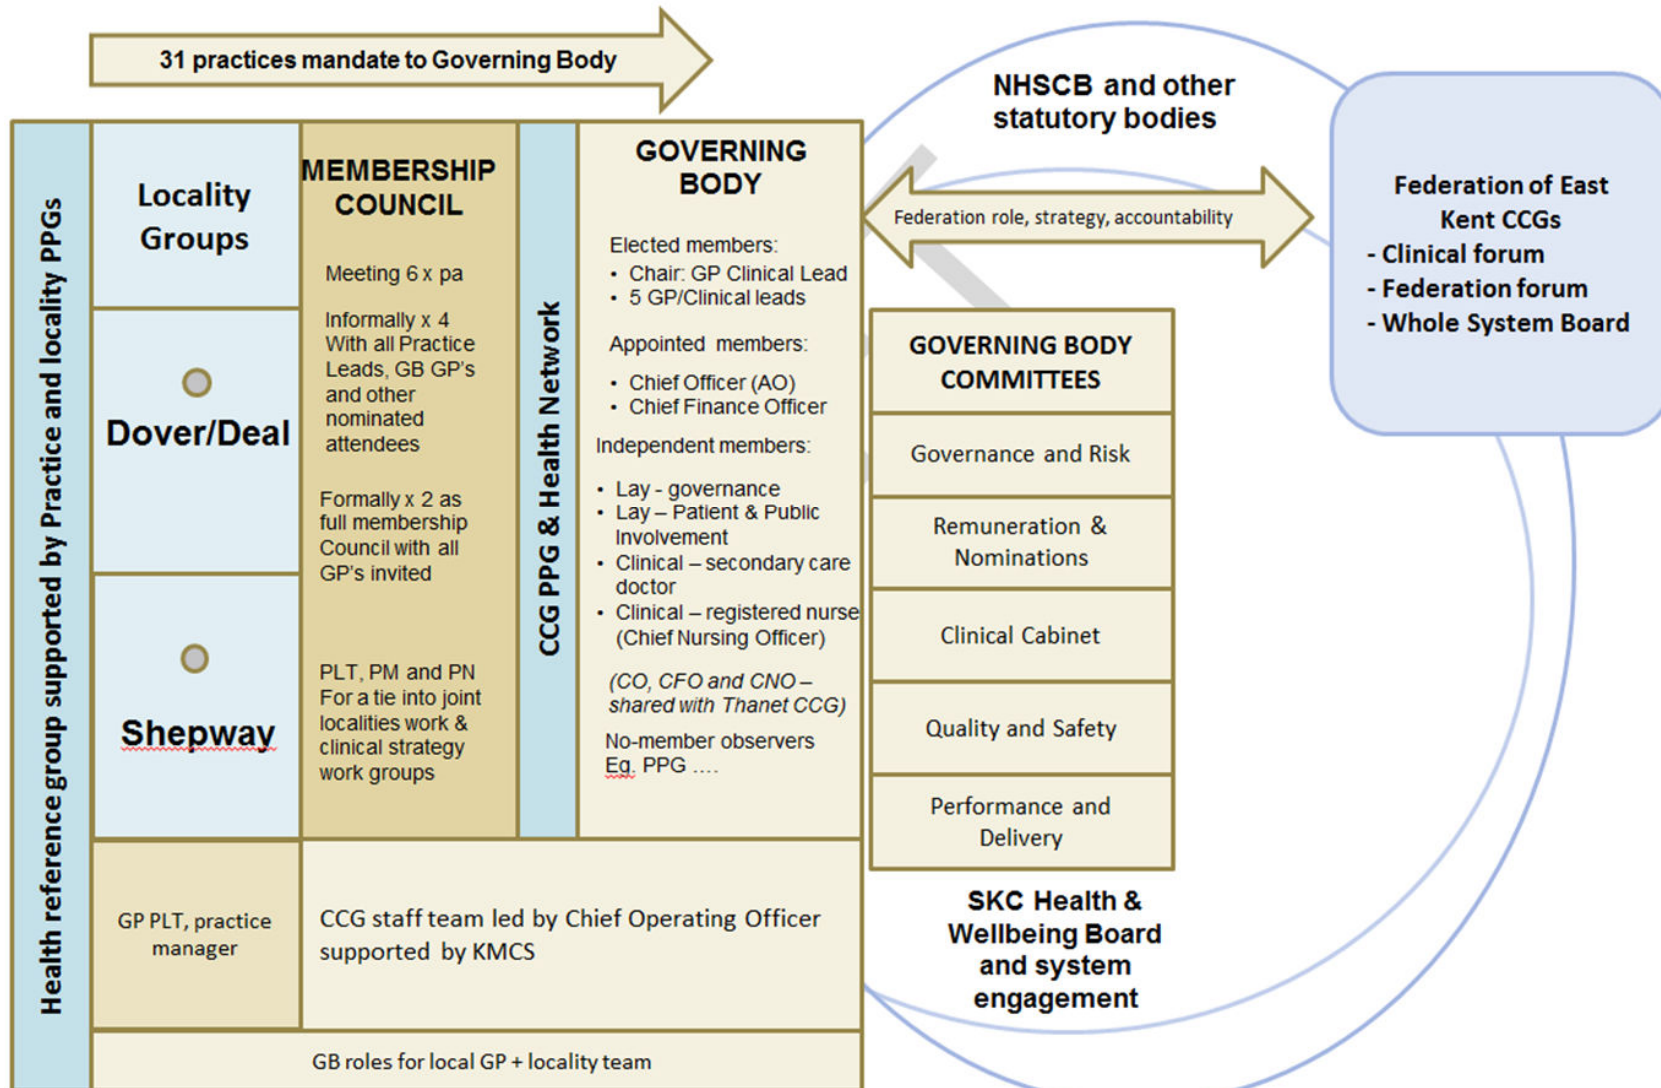 31 practices mandate to Governing Body
Health reference group supported by Practice and locality PPGs
Locality
Groups
Dover/Deal
Shepway
MEMBERSHIP
COUNCIL
Meeting 6 x pa
Informally x 4
With all Practice
Leads, GB GP's
and other
nominated
attendees
Formally x 2 as
full membership
Council with all
GP's invited
PLT, PM and PN
For a tie into joint
localities work &
clinical strategy
work groups
CCG PPG & Health Network
GOVERNING
BODY
Elected members:
• Chair: GP Clinical Lead
• 5 GP/Clinical leads
Appointed members:
• Chief Officer (AO)
• Chief Finance Officer
Independent members:
• Lay - governance
• Lay – Patient & Public
Involvement
• Clinical – secondary care
doctor
• Clinical – registered nurse
(Chief Nursing Officer)
(CO, CFO and CNO –
shared with Thanet CCG)
No-member observers
Eg. PPG ....
GP PLT, practice
manager
CCG staff team led by Chief Operating Officer
supported by KMCS
GB roles for local GP + locality team
NHSCB and other
statutory bodies
Federation role, strategy, accountability
GOVERNING BODY
COMMITTEES
Governance and Risk
Remuneration &
Nominations
Clinical Cabinet
Quality and Safety
Performance and
Delivery
SKC Health &
Wellbeing Board
and system
engagement
Federation of East
Kent CCGs
- Clinical forum
- Federation forum
- Whole System Board